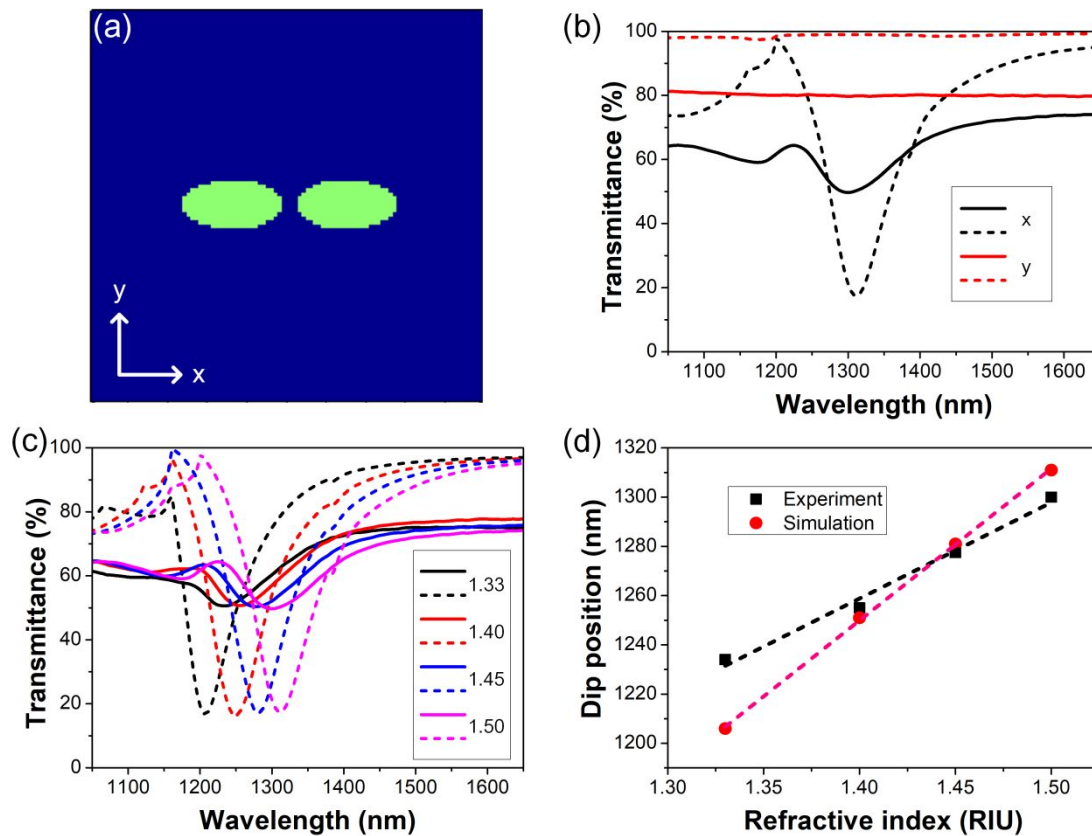 (a)
y
x
(b)
100
80
60
40
20
0
Transmittance (%)
x
y
1100 1200 1300 1400 1500 1600
Wavelength (nm)
(c)
100
80
60
40
20
0
Transmittance (%)
1.33
1.40
1.45
1.50
1100 1200 1300 1400 1500 1600
Wavelength (nm)
(d)
1320
1300
1280
1260
1240
1220
1200
Dip position (nm)
Experiment
Simulation
1.30 1.35 1.40 1.45 1.50
Refractive index (RIU)